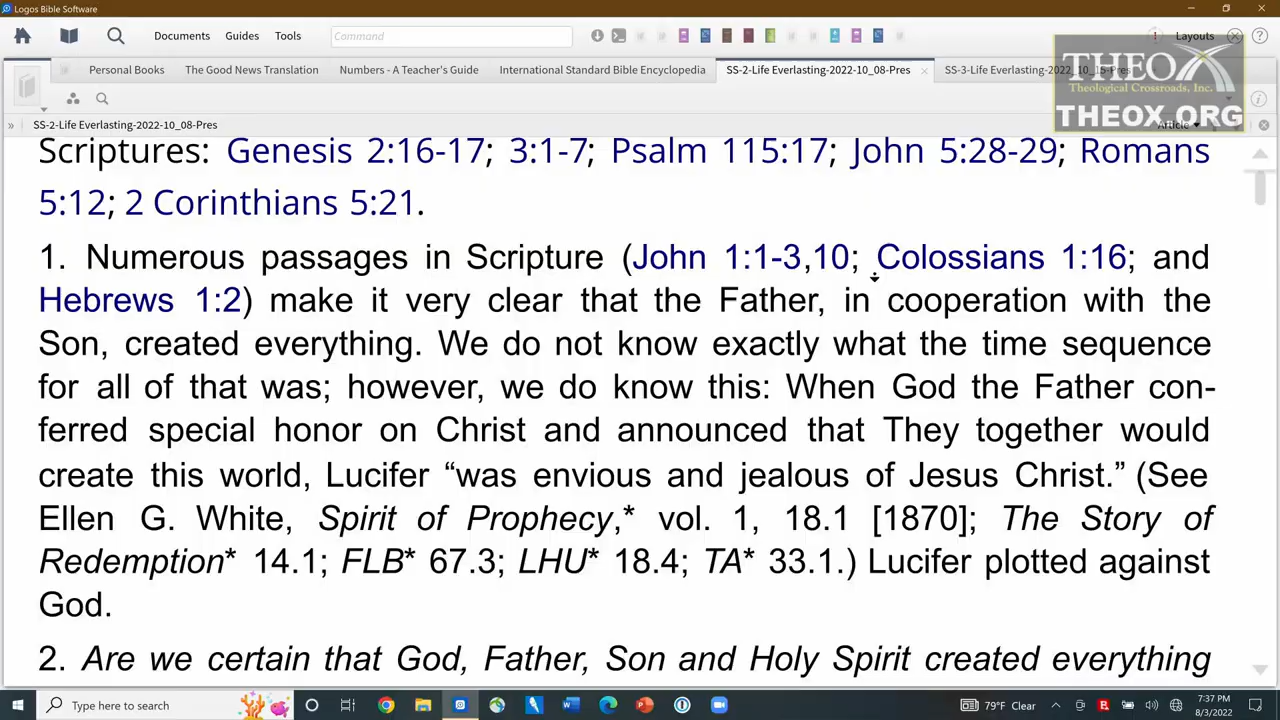 Logos Bible Software
Documents Guides Tools Command Layouts
Personal Books The Good News Translation International Standard Bible Encyclopedia SS-2-Life Everlasting-2022-10_08-Pres
THEOX
Theological Crossroads, Inc.
THEOX.ORG
SS-2-Life Everlasting-2022-10_08-Pres Article
Scriptures: Genesis 2:16-17; 3:1-7; Psalm 115:17; John 5:28-29; Romans
5:12; 2 Corinthians 5:21.
1. Numerous passages in Scripture (John 1:1-3,10; Colossians 1:16; and
Hebrews 1:2) make it very clear that the Father, in cooperation with the
Son, created everything. We do not know exactly what the time sequence
for all of that was; however, we do know this: When God the Father con-
ferred special honor on Christ and announced that They together would
create this world, Lucifer “was envious and jealous of Jesus Christ.” (See
Ellen G. White, Spirit of Prophecy,* vol. 1, 18.1 [1870]; The Story of
Redemption* 14.1; FLB* 67.3; LHU* 18.4; TA* 33.1.) Lucifer plotted against
God.
2. Are we certain that God, Father, Son and Holy Spirit created everything
Type here to search 79°F Clear 7:37 PM
8/3/2022